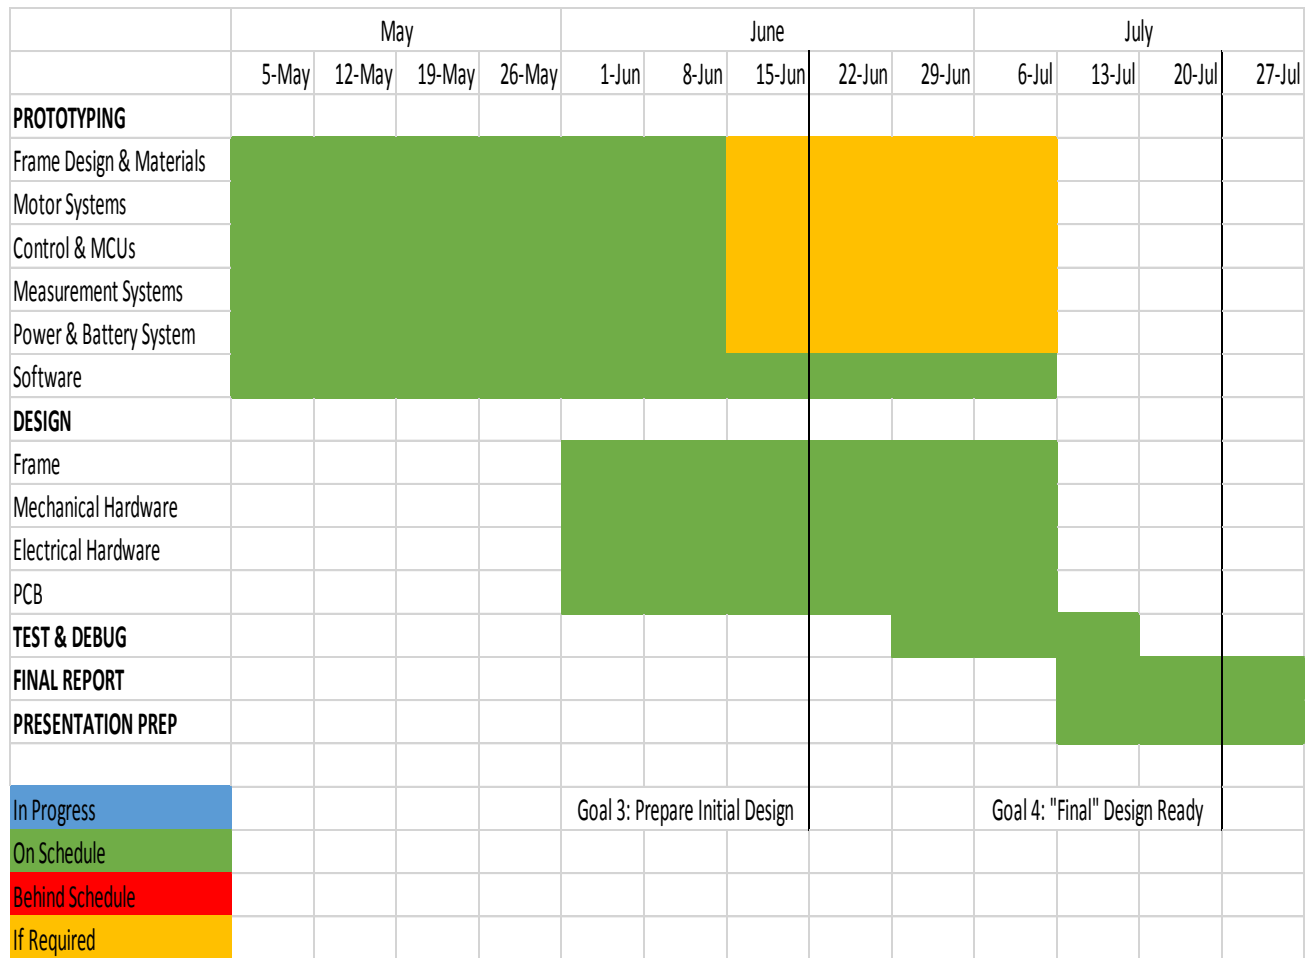 May June July
5-May 12-May 19-May 26-May 1-Jun 8-Jun 15-Jun 22-Jun 29-Jun 6-Jul 13-Jul 20-Jul 27-Jul
PROTOTYPING
Frame Design & Materials
Motor Systems
Control & MCUs
Measurement Systems
Power & Battery System
Software
DESIGN
Frame
Mechanical Hardware
Electrical Hardware
PCB
TEST & DEBUG
FINAL REPORT
PRESENTATION PREP
In Progress Goal 3: Prepare Initial Design Goal 4: "Final" Design Ready
On Schedule
Behind Schedule
If Required